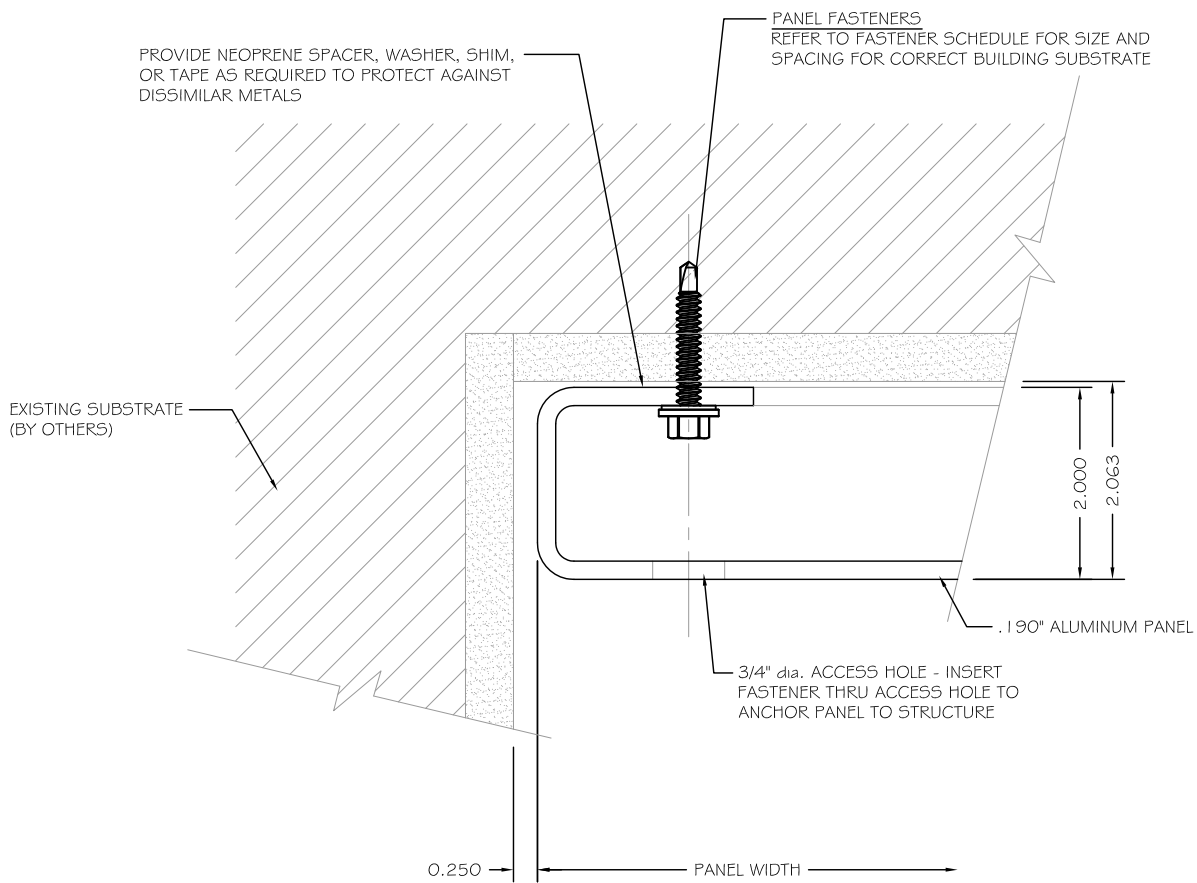 PANEL FASTENERS
REFER TO FASTENER SCHEDULE FOR SIZE AND
SPACING FOR CORRECT BUILDING SUBSTRATE
PROVIDE NEOPRENE SPACER, WASHER, SHIM,
OR TAPE AS REQUIRED TO PROTECT AGAINST
DISSIMILAR METALS
EXISTING SUBSTRATE
(BY OTHERS)
2.000
2.063
.190" ALUMINUM PANEL
3/4" dia. ACCESS HOLE - INSERT
FASTENER THRU ACCESS HOLE TO
ANCHOR PANEL TO STRUCTURE
0.250
PANEL WIDTH